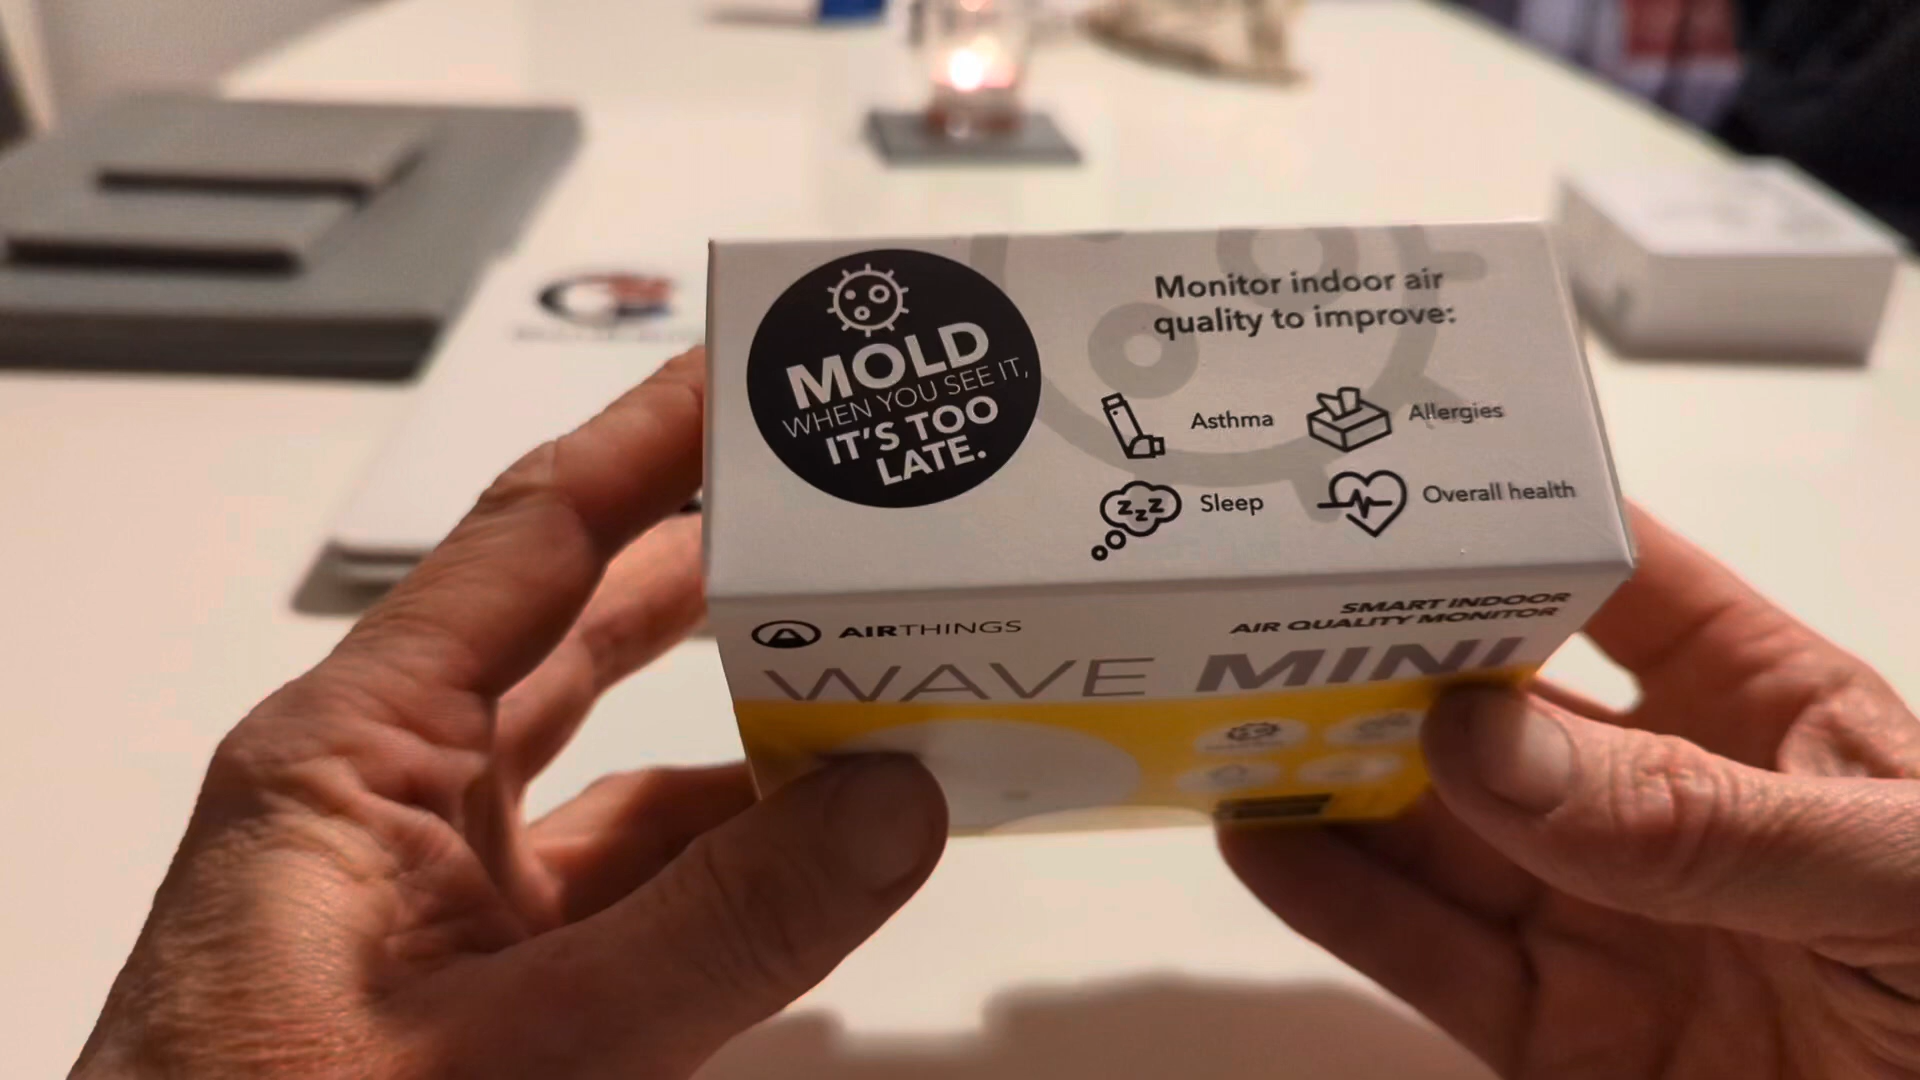 MOLD
WHEN YOU SEE IT,
IT'S TOO
LATE.
Monitor indoor air
quality to improve:
Asthma
Allergies
zzz
Sleep
Overall health
AIRTHINGS
SMART INDOOR
AIR QUALITY MONITOR
WAVE MINI